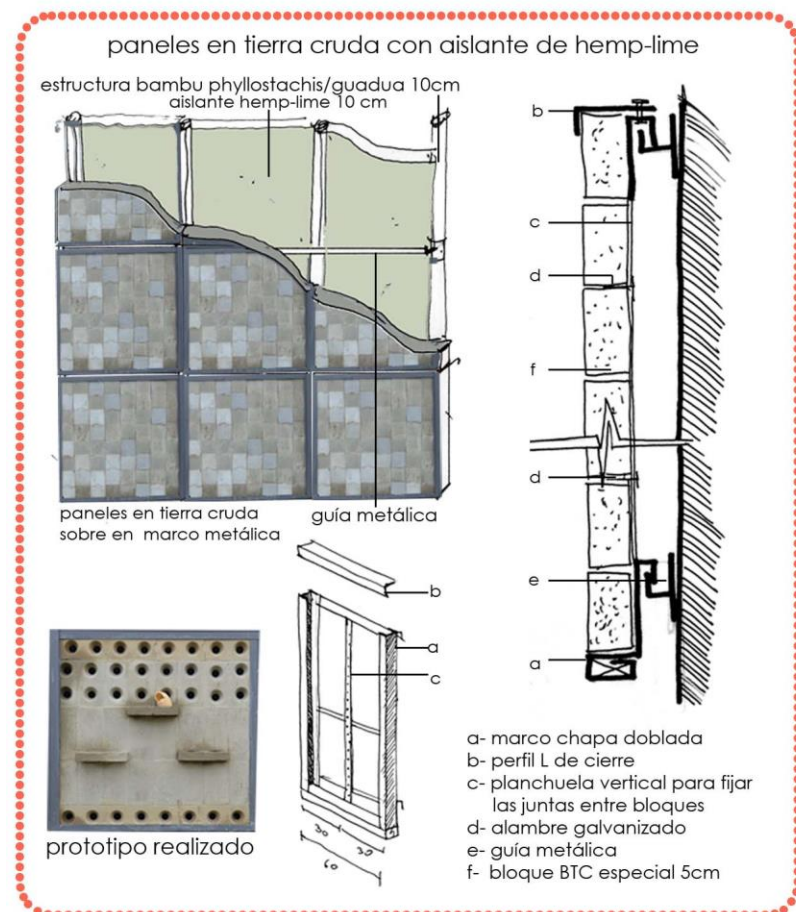 paneles en tierra cruda con aislante de hemp-lime
estructura bambu phyllostachis/guadua 10cm
aislante hemp-lime 10 cm
paneles en tierra cruda
sobre en marco metálica
guía metálica
b
a
c
30
30
60
prototipo realizado
b
c
d
f
d
e
a
a- marco chapa doblada
b- perfil L de cierre
c- planchuela vertical para fijar
las juntas entre bloques
d- alambre galvanizado
e- guía metálica
f- bloque BTC especial 5cm